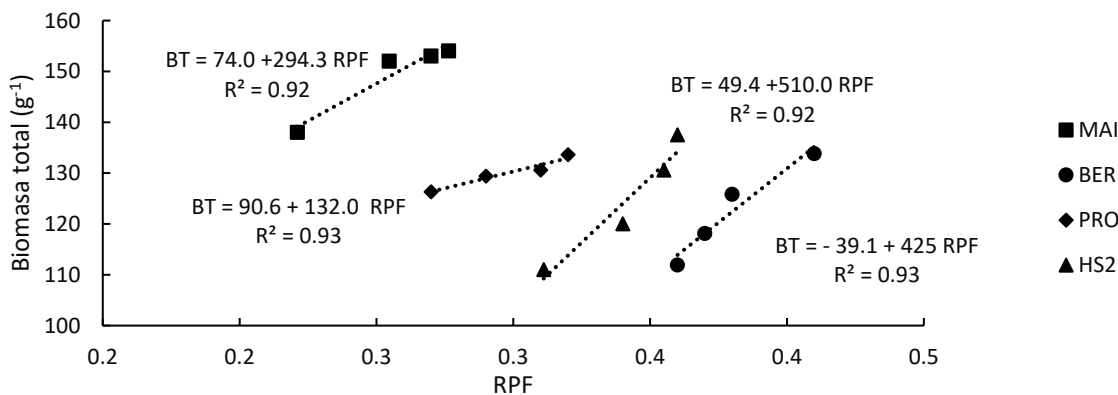 160
150
140
130
120
110
100
Biomasa total (g⁻¹)
BT = 74.0 +294.3 RPF
R² = 0.92
BT = 49.4 +510.0 RPF
R² = 0.92
BT = 90.6 + 132.0 RPF
R² = 0.93
BT = - 39.1 + 425 RPF
R² = 0.93
MAI
BER
PRO
HS2
0.2 0.2 0.3 0.3 0.4 0.4 0.5
RPF